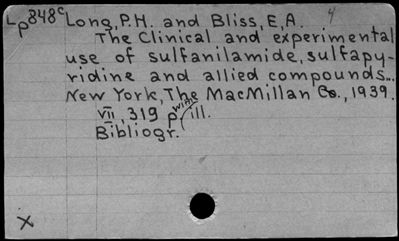 Lp848c Long, P.H. and Bliss, E.A. 4
The Clinical and experimental
use of sulfanilamide, sulfapy-
ridine and allied compounds...
New York, The MacMillan Co., 1939.
VII, 319 p with ill.
Bibliogr.
X